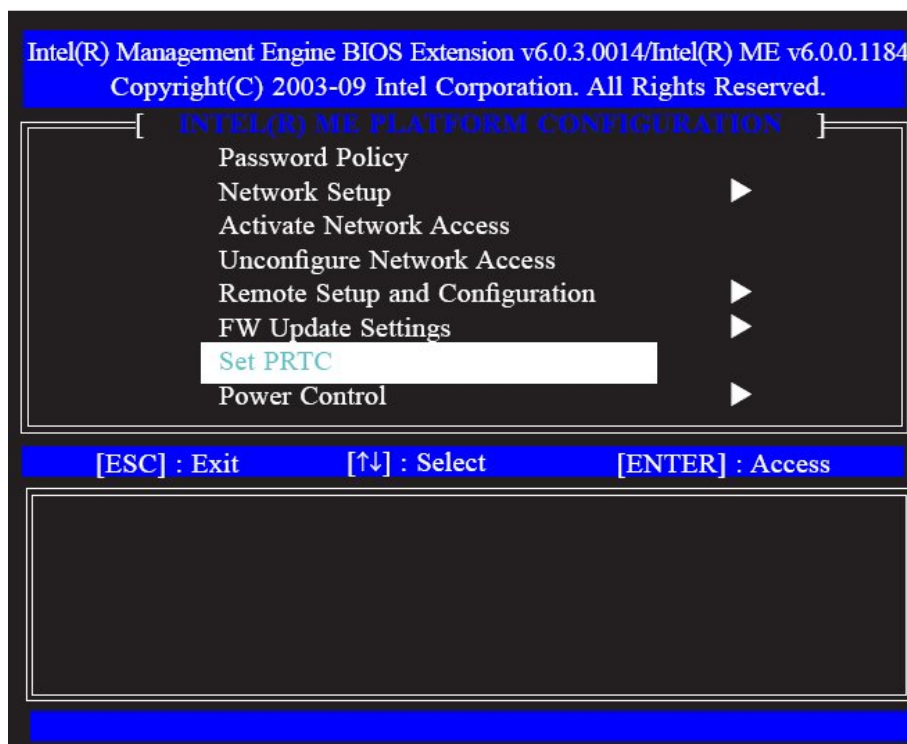 Intel(R) Management Engine BIOS Extension v6.0.3.0014/Intel(R) ME v6.0.0.1184
Copyright(C) 2003-09 Intel Corporation. All Rights Reserved.
[ INTEL(R) ME PLATFORM CONFIGURATION ]
Password Policy
Network Setup ▶
Activate Network Access
Unconfigure Network Access
Remote Setup and Configuration ▶
FW Update Settings ▶
Set PRTC
Power Control ▶
[ESC] : Exit [↑↓] : Select [ENTER] : Access